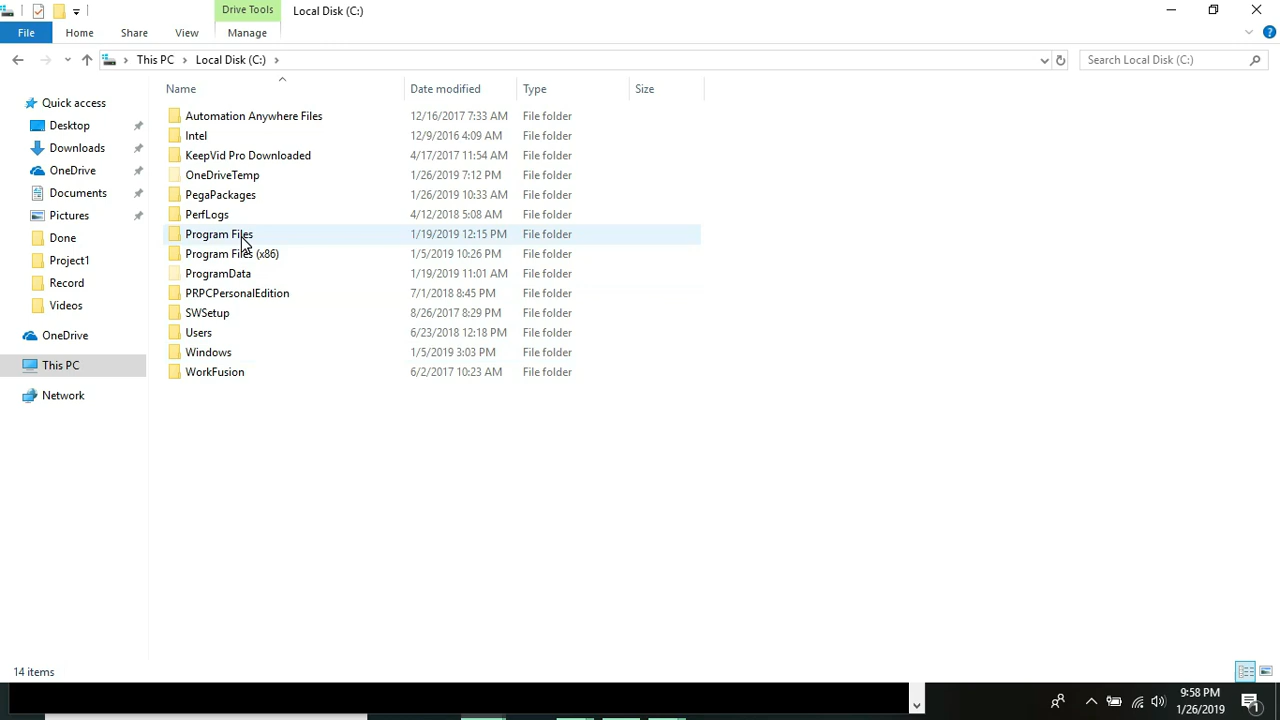 Drive Tools Local Disk (C:)
File Home Share View Manage
This PC Local Disk (C:) Search Local Disk (C:)
Name Date modified Type Size
Quick access
Desktop
Downloads
OneDrive
Documents
Pictures
Done
Project1
Record
Videos
OneDrive
This PC
Network
Automation Anywhere Files 12/16/2017 7:33 AM File folder
Intel 12/9/2016 4:09 AM File folder
KeepVid Pro Downloaded 4/17/2017 11:54 AM File folder
OneDriveTemp 1/26/2019 7:12 PM File folder
PegaPackages 1/26/2019 10:33 AM File folder
PerfLogs 4/12/2018 5:08 AM File folder
Program Files 1/19/2019 12:15 PM File folder
Program Files (x86) 1/5/2019 10:26 PM File folder
ProgramData 1/19/2019 11:01 AM File folder
PRPCPersonalEdition 7/1/2018 8:45 PM File folder
SWSetup 8/26/2017 8:29 PM File folder
Users 6/23/2018 12:18 PM File folder
Windows 1/5/2019 3:03 PM File folder
WorkFusion 6/2/2017 10:23 AM File folder
14 items
9:58 PM
1/26/2019
1